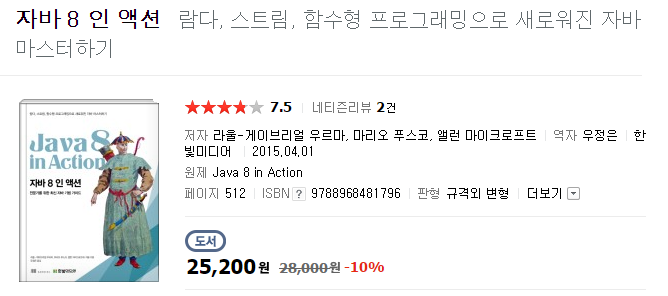 자바 8 인 액션 람다, 스트림, 함수형 프로그래밍으로 새로워진 자바
마스터하기
Java 8
in Action
자바 8 인 액션
한빛미디어
7.5 네티즌리뷰 2건
저자 라울-게이브리얼 우르마, 마리오 푸스코, 앨런 마이크로프트 역자 우정은 한
빛미디어 2015.04.01
원제 Java 8 in Action
페이지 512 ISBN ? 9788968481796 판형 규격외 변형 더보기
도서
25,200원 28,000원 -10%